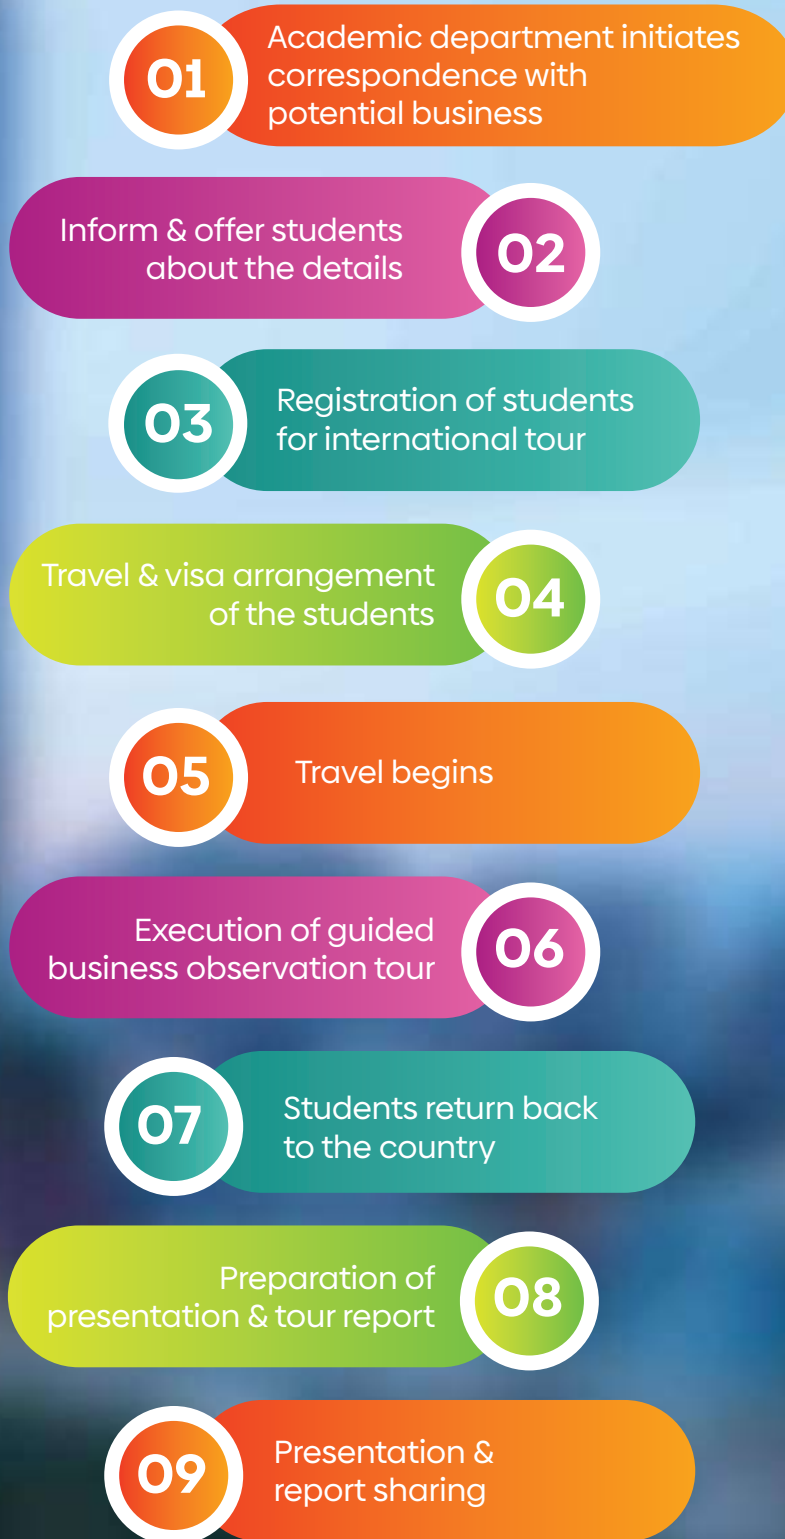 01
Academic department initiates
correspondence with
potential business
Inform & offer students
about the details
02
03
Registration of students
for international tour
Travel & visa arrangement
of the students
04
05
Travel begins
Execution of guided
business observation tour
06
07
Students return back
to the country
Preparation of
presentation & tour report
08
09
Presentation &
report sharing